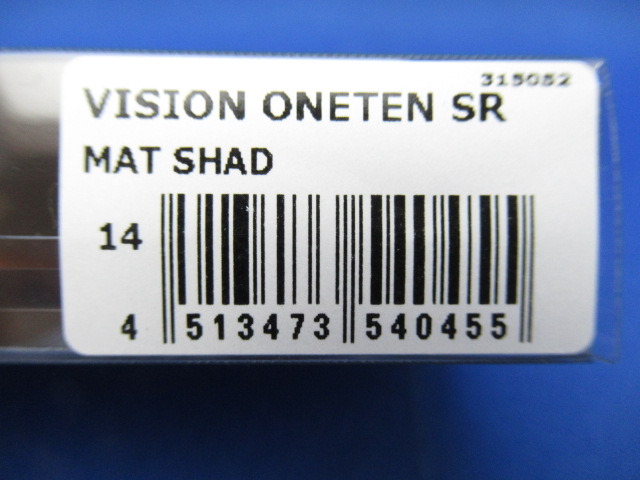 315052
VISION ONETEN SR
MAT SHAD
14
4 513473 540455